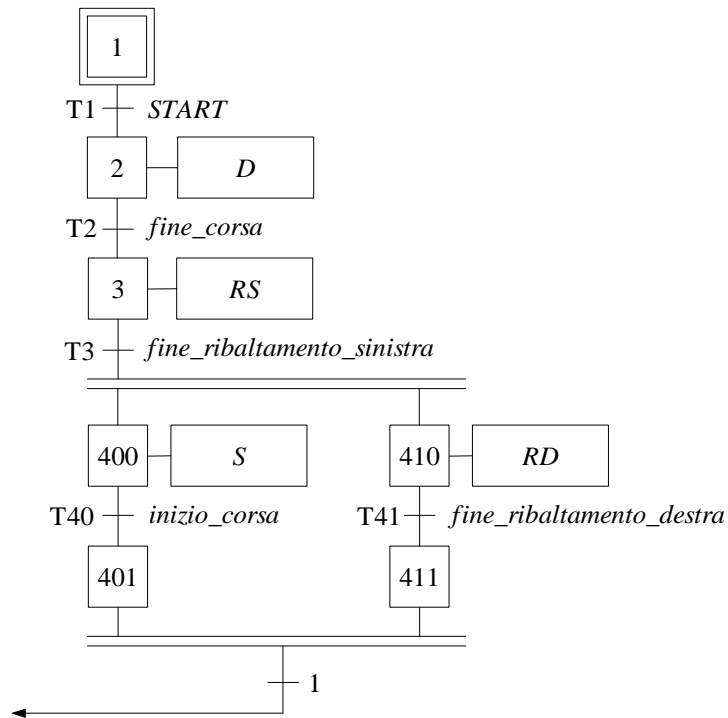 1
T1 START
2 D
T2 fine_corsa
3 RS
T3 fine_ribaltamento_sinistra
400 S 410 RD
T40 inizio_corsa T41 fine_ribaltamento_destra
401 411
1